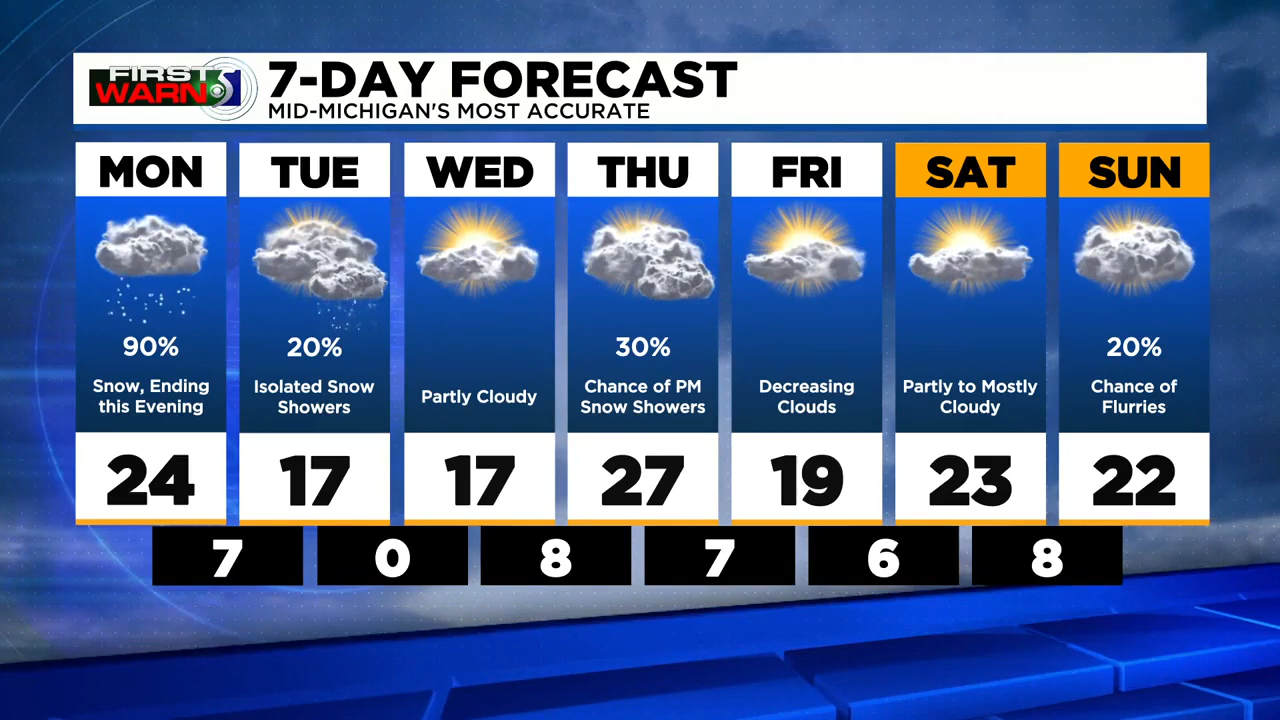 FIRST
WARN 5
7-DAY FORECAST
MID-MICHIGAN'S MOST ACCURATE
MON
90%
Snow, Ending
this Evening
24
TUE
20%
Isolated Snow
Showers
17
WED
Partly Cloudy
17
THU
30%
Chance of PM
Snow Showers
27
FRI
Decreasing
Clouds
19
SAT
Partly to Mostly
Cloudy
23
SUN
20%
Chance of
Flurries
22
7
0
8
7
6
8